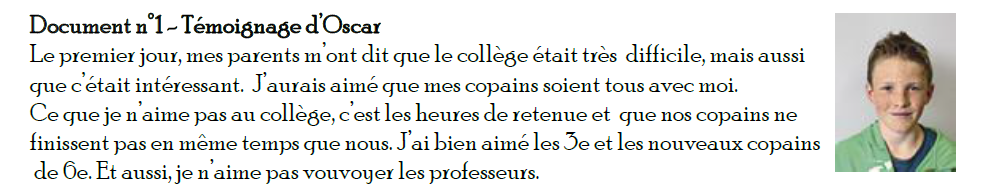 Document n°1 - Témoignage d'Oscar
Le premier jour, mes parents m'ont dit que le collège était très difficile, mais aussi
que c'était intéressant. J'aurais aimé que mes copains soient tous avec moi.
Ce que je n'aime pas au collège, c'est les heures de retenue et que nos copains ne
finissent pas en même temps que nous. J'ai bien aimé les 3e et les nouveaux copains
de 6e. Et aussi, je n'aime pas vouvoyer les professeurs.